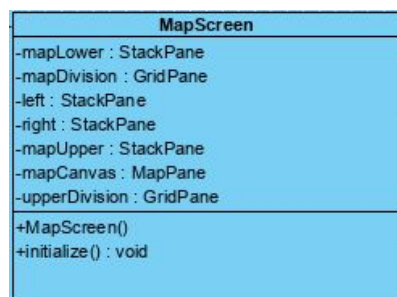 MapScreen
-mapLower : StackPane
-mapDivision : GridPane
-left : StackPane
-right : StackPane
-mapUpper : StackPane
-mapCanvas : MapPane
-upperDivision : GridPane
+MapScreen()
+initialize() : void